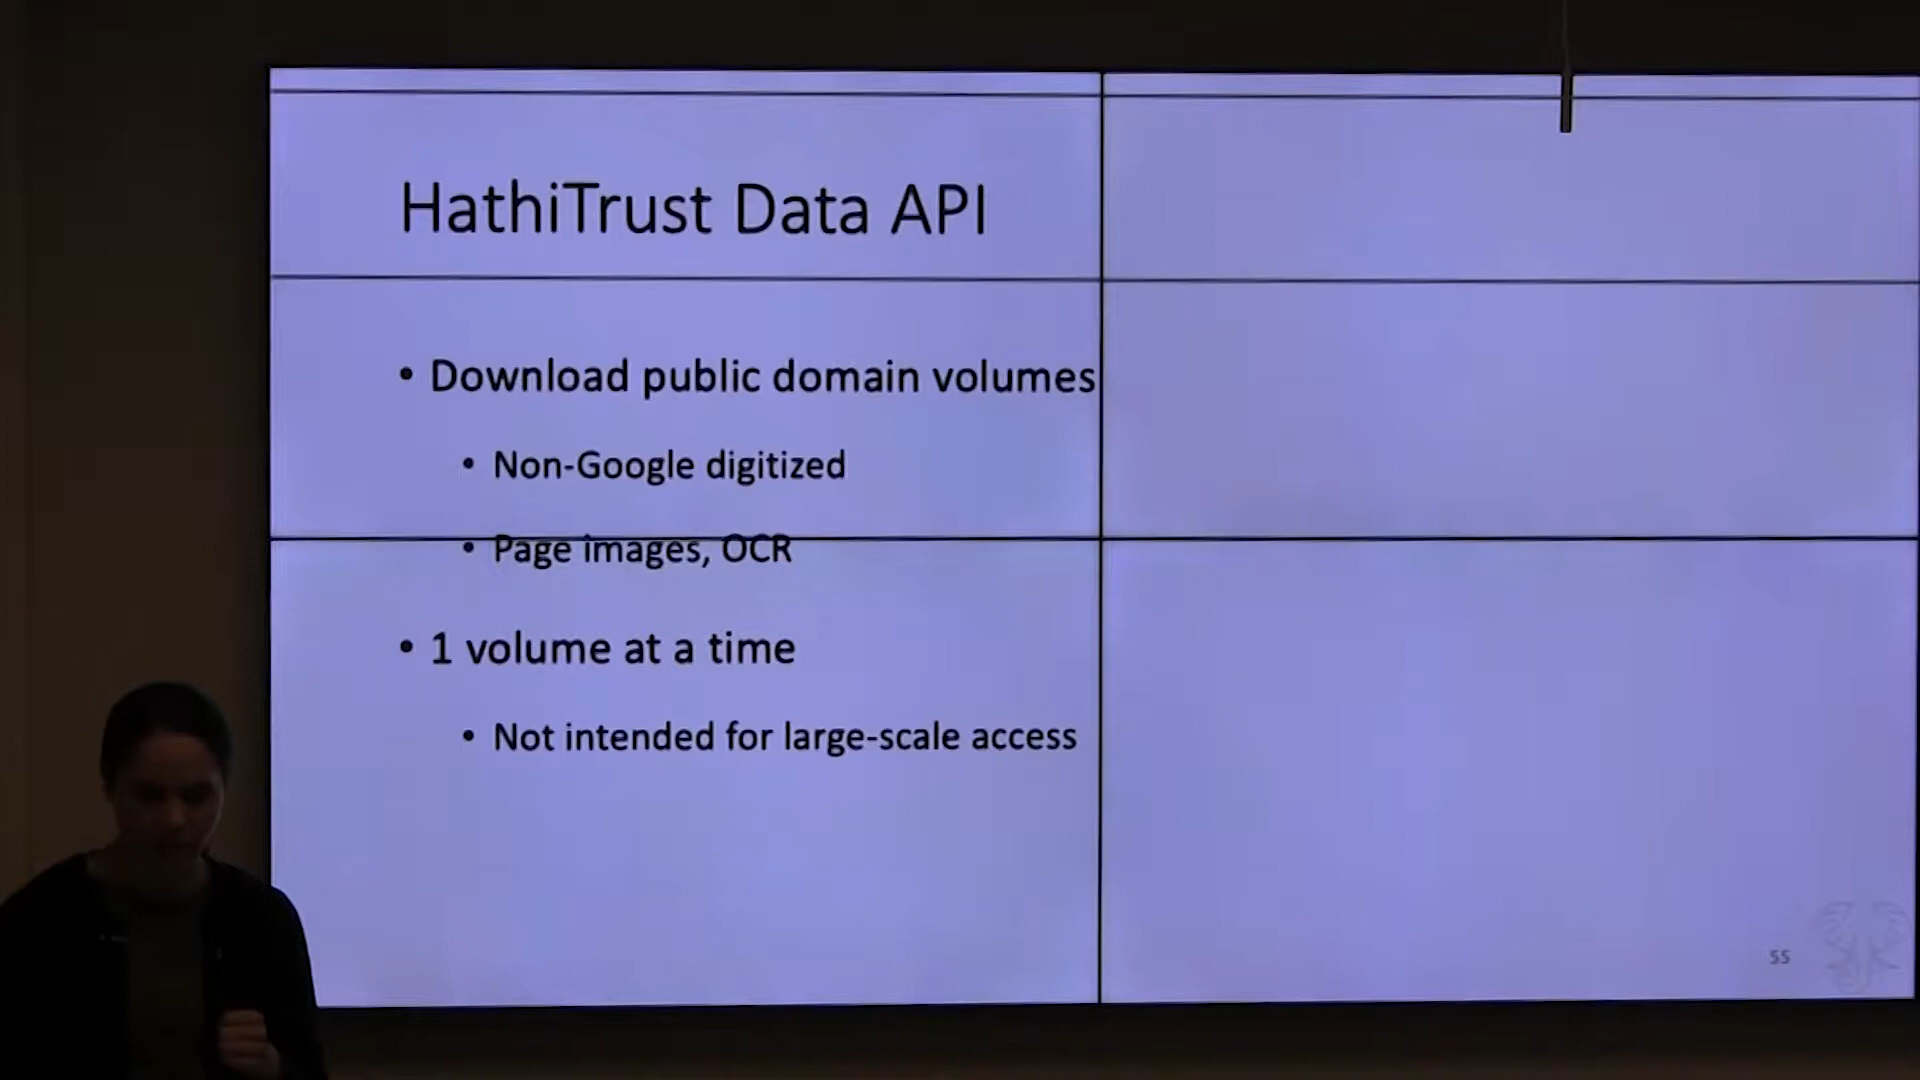 HathiTrust Data API
• Download public domain volumes
• Non-Google digitized
• Page images, OCR
• 1 volume at a time
• Not intended for large-scale access
55